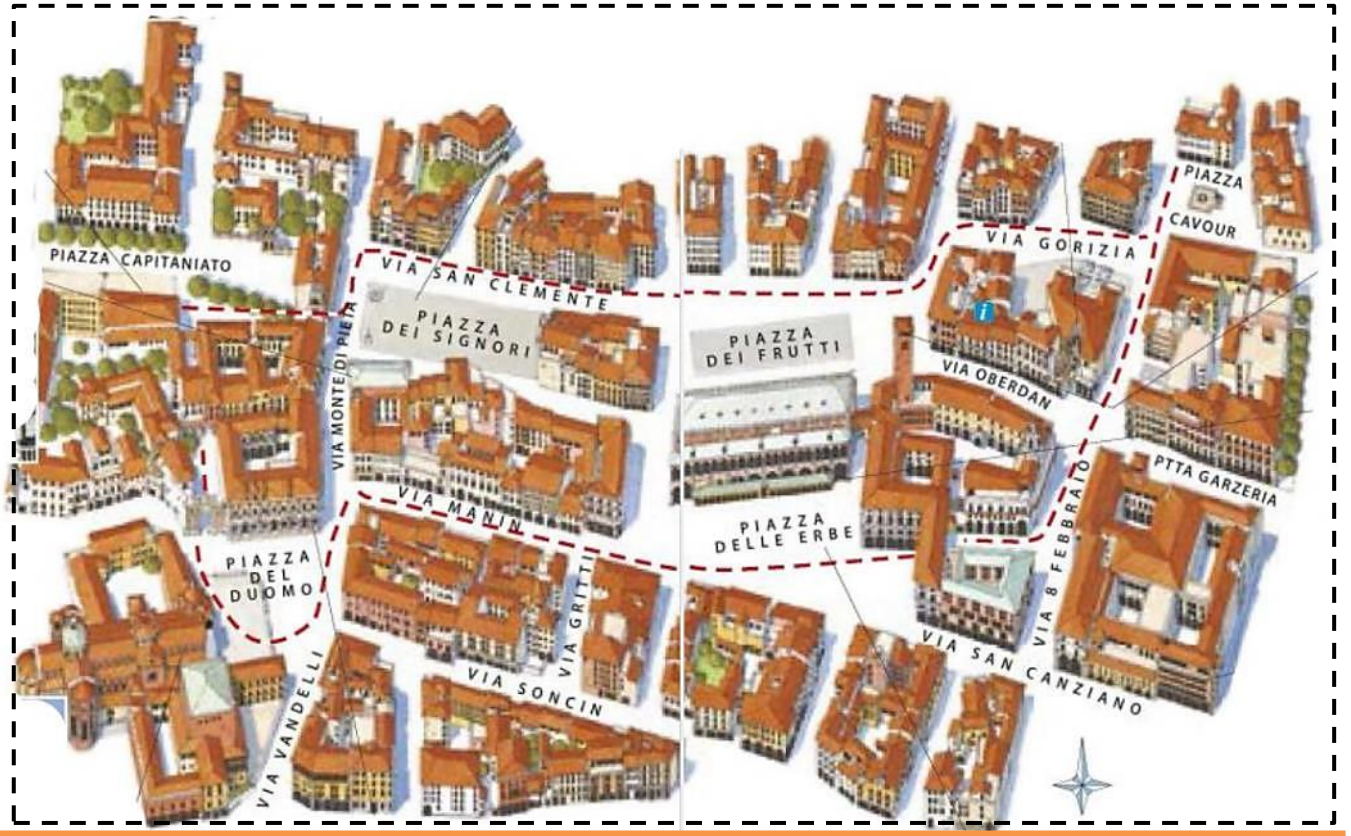 PIAZZA
CAVOUR
VIA GORIZIA
PIAZZA CAPITANIATO
VIA SAN CLEMENTE
PIAZZA
DEI SIGNORI
PIAZZA
DEI FRUTTI
i
VIA OBERDAN
VIA MONTE DI PIETÀ
PTTA GARZERIA
VIA MANIN
PIAZZA
DELLE ERBE
VIA 8 FEBBRAIO
PIAZZA
DEL
DUOMO
VIA GRITTI
VIA SONCIN
VIA SAN CANZIANO
VIA VANDELLI